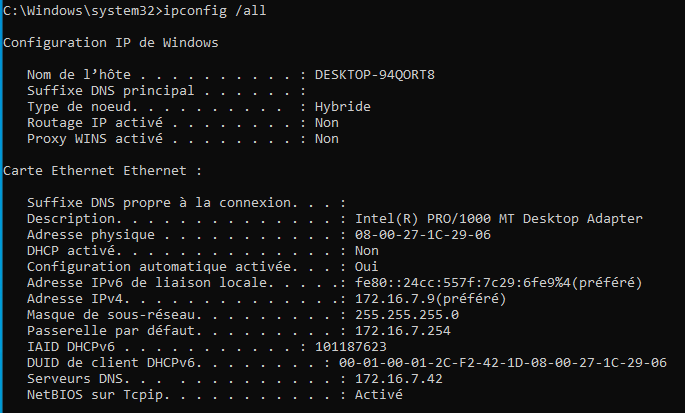 C:\Windows\system32>ipconfig /all
Configuration IP de Windows
Nom de l’hôte . . . . . . . . . . : DESKTOP-94QORT8
Suffixe DNS principal . . . . . . :
Type de noeud. . . . . . . . . . : Hybride
Routage IP activé . . . . . . . . : Non
Proxy WINS activé . . . . . . . . : Non
Carte Ethernet Ethernet :
Suffixe DNS propre à la connexion. . . :
Description. . . . . . . . . . . . . . : Intel(R) PRO/1000 MT Desktop Adapter
Adresse physique . . . . . . . . . . . : 08-00-27-1C-29-06
DHCP activé. . . . . . . . . . . . . . : Non
Configuration automatique activée. . . : Oui
Adresse IPv6 de liaison locale. . . . .: fe80::24cc:557f:7c29:6fe9%4(préféré)
Adresse IPv4. . . . . . . . . . . . . .: 172.16.7.9(préféré)
Masque de sous-réseau. . . . . . . . . : 255.255.255.0
Passerelle par défaut. . . . . . . . . : 172.16.7.254
IAID DHCPv6 . . . . . . . . . . . : 101187623
DUID de client DHCPv6. . . . . . . . : 00-01-00-01-2C-F2-42-1D-08-00-27-1C-29-06
Serveurs DNS. . . . . . . . . . . . . : 172.16.7.42
NetBIOS sur Tcpip. . . . . . . . . . . : Activé